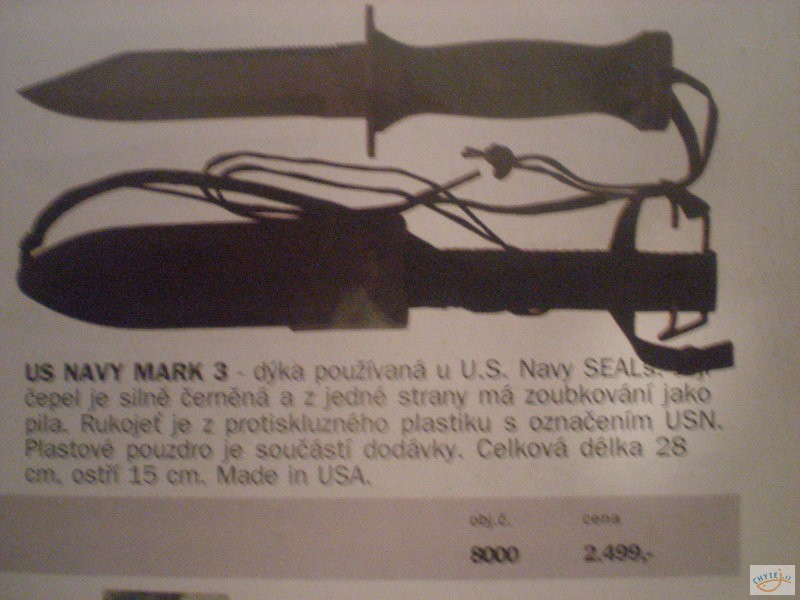 US NAVY MARK 3 - dýka používaná u U.S. Navy SEALs.
čepel je silně černěná a z jedné strany má zoubkování jako
pila. Rukojeť je z protiskluzného plastiku s označením USN.
Plastové pouzdro je součástí dodávky. Celková délka 28
cm, ostří 15 cm. Made in USA.
obj.č. cena
8000 2.499,-
CHYTEJ.cz